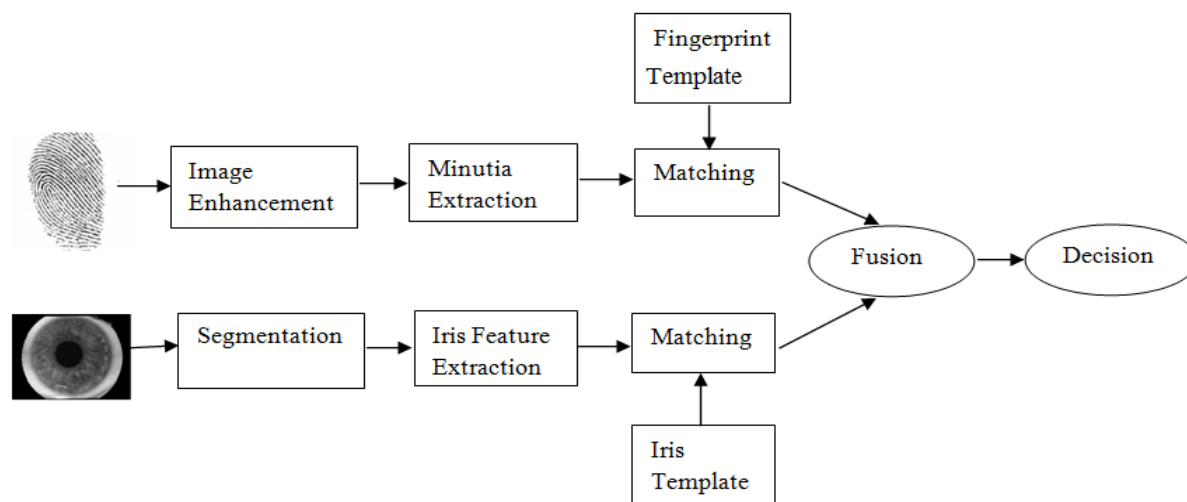 Fingerprint
Template
Image
Enhancement
Minutia
Extraction
Matching
Fusion
Decision
Segmentation
Iris Feature
Extraction
Matching
Iris
Template